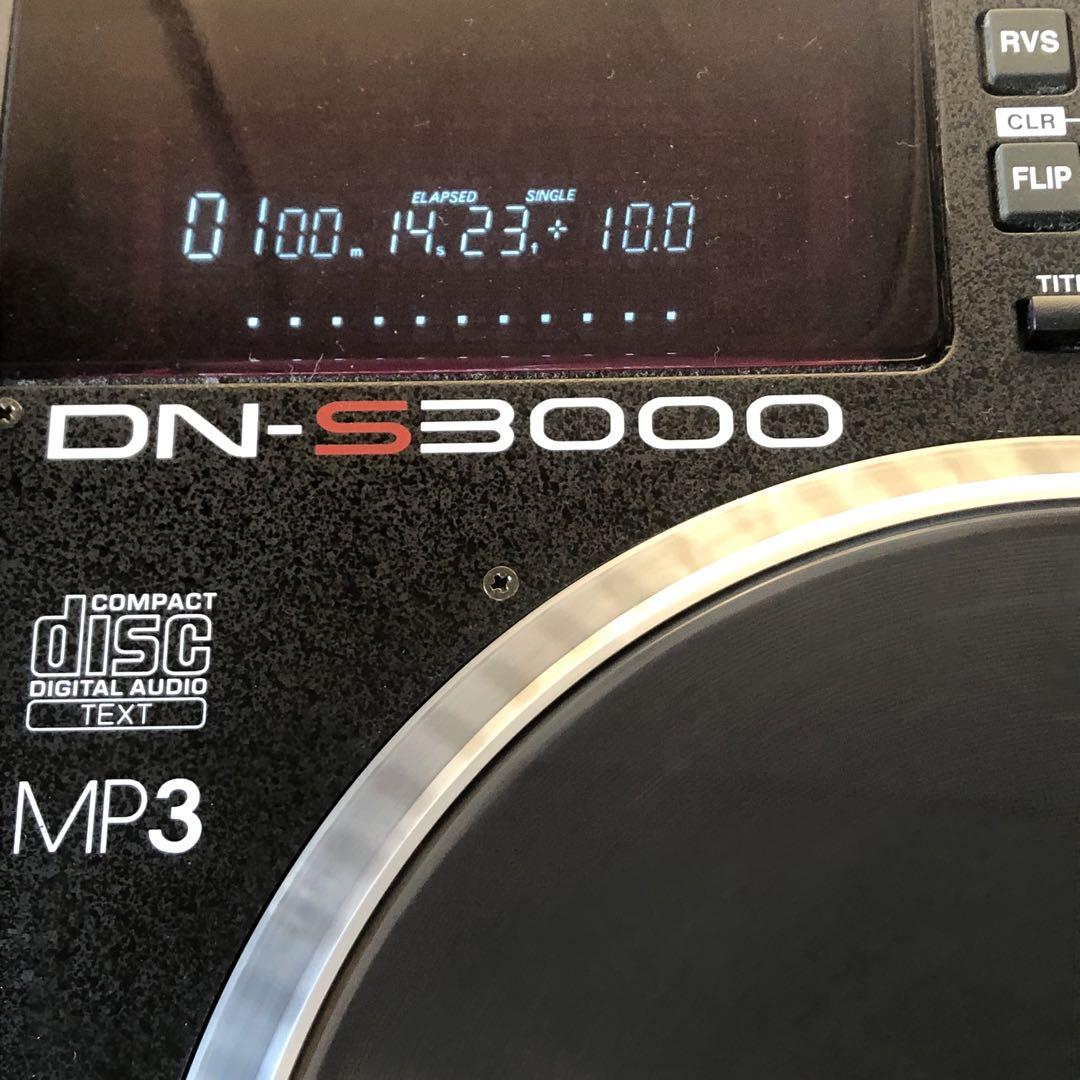 RVS
CLR
FLIP
ELAPSED SINGLE
01 00m 14s 23f + 10.0
DN-S3000
COMPACT
disc
DIGITAL AUDIO
TEXT
MP3